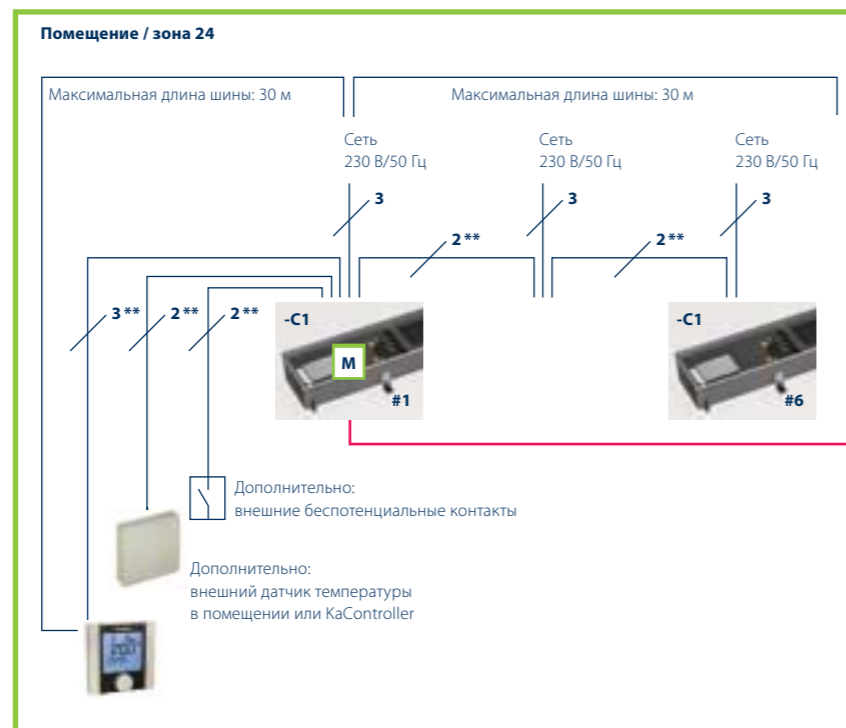 Помещение / зона 24
Максимальная длина шины: 30 м
Максимальная длина шины: 30 м
Сеть
230 В/50 Гц
Сеть
230 В/50 Гц
Сеть
230 В/50 Гц
3
3
3
2 **
2 **
3 **
2 **
2 **
-C1
M
#1
-C1
#6
Дополнительно:
внешние беспотенциальные контакты
Дополнительно:
внешний датчик температуры
в помещении или KaController